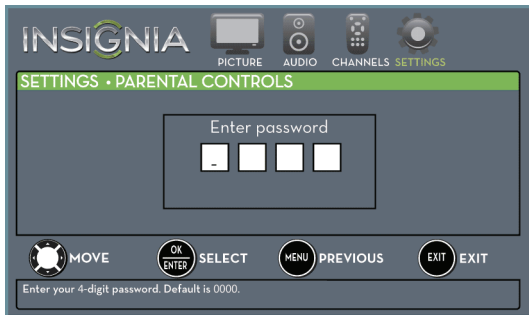 INSIGNIA
PICTURE AUDIO CHANNELS SETTINGS
SETTINGS • PARENTAL CONTROLS
Enter password
_
MOVE OK ENTER SELECT MENU PREVIOUS EXIT EXIT
Enter your 4-digit password. Default is 0000.